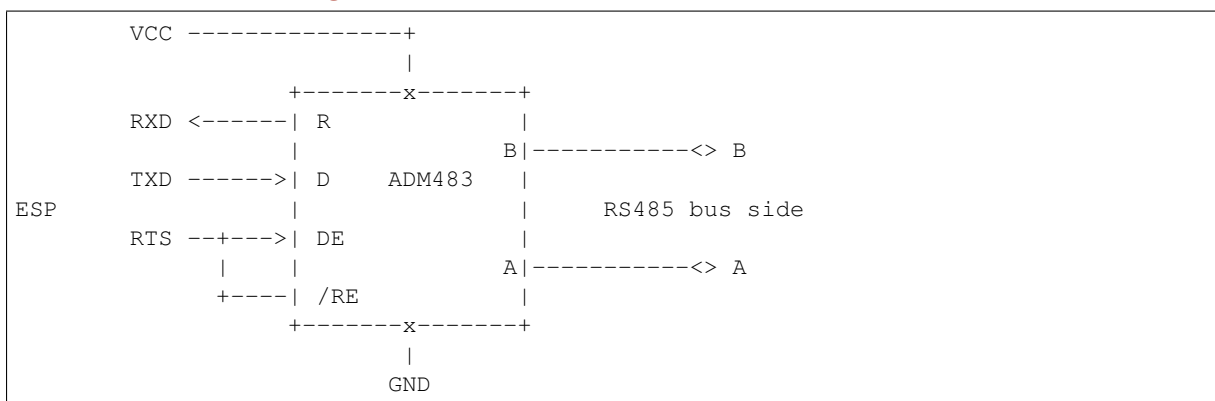 VCC ---------------+
|
+-------x-------+
RXD <------| R |
| B|-----------<> B
TXD ------>| D ADM483 |
ESP | | RS485 bus side
RTS --+--->| DE |
| | A|-----------<> A
+----| /RE |
+-------x-------+
|
GND